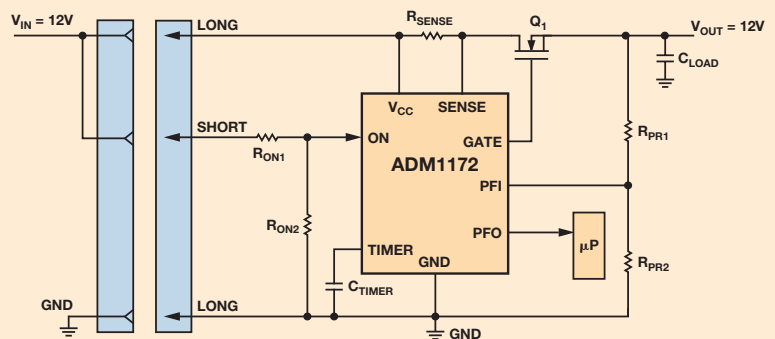 V_IN = 12V
LONG
R_SENSE
Q_1
V_OUT = 12V
C_LOAD
V_CC
SENSE
SHORT
R_ON1
ON
GATE
R_PR1
ADM1172
PFI
R_ON2
PFO
µP
TIMER
GND
R_PR2
C_TIMER
GND
LONG
GND